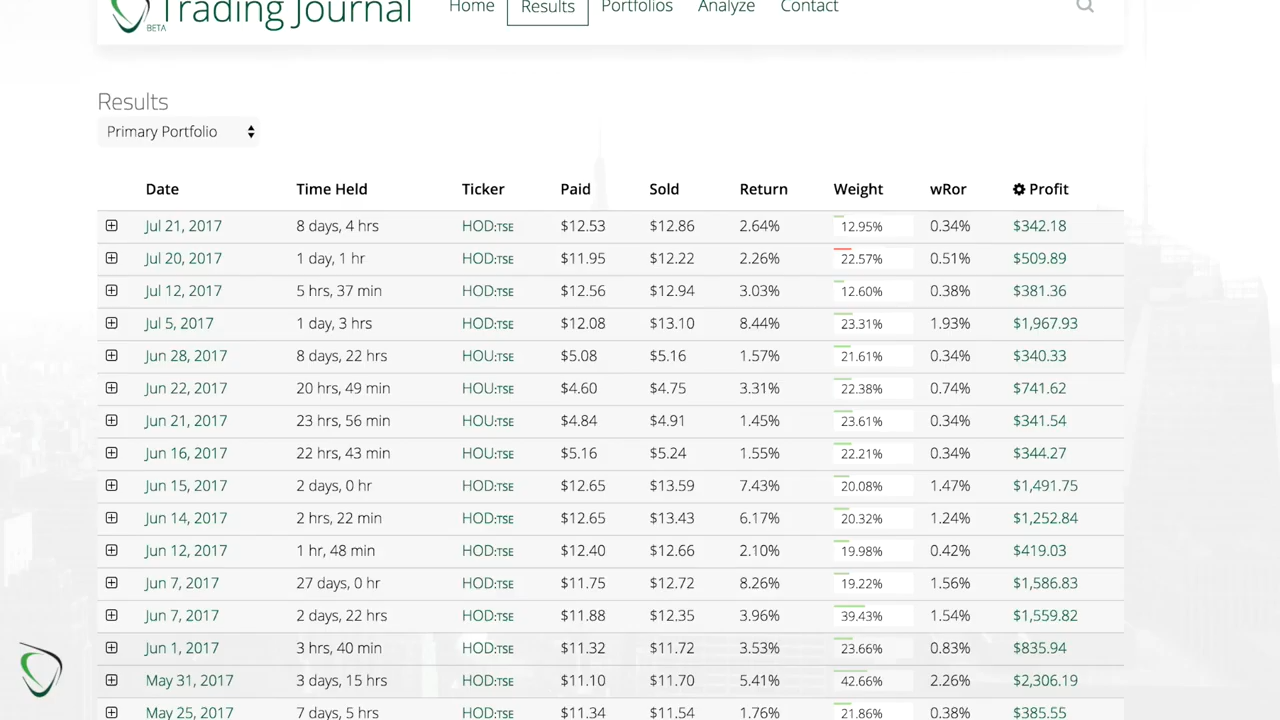 Trading Journal
BETA
Home Results Portfolios Analyze Contact
Results
Primary Portfolio
Date Time Held Ticker Paid Sold Return Weight wRor Profit
Jul 21, 2017 8 days, 4 hrs HOD:TSE $12.53 $12.86 2.64% 12.95% 0.34% $342.18
Jul 20, 2017 1 day, 1 hr HOD:TSE $11.95 $12.22 2.26% 22.57% 0.51% $509.89
Jul 12, 2017 5 hrs, 37 min HOD:TSE $12.56 $12.94 3.03% 12.60% 0.38% $381.36
Jul 5, 2017 1 day, 3 hrs HOD:TSE $12.08 $13.10 8.44% 23.31% 1.93% $1,967.93
Jun 28, 2017 8 days, 22 hrs HOU:TSE $5.08 $5.16 1.57% 21.61% 0.34% $340.33
Jun 22, 2017 20 hrs, 49 min HOU:TSE $4.60 $4.75 3.31% 22.38% 0.74% $741.62
Jun 21, 2017 23 hrs, 56 min HOU:TSE $4.84 $4.91 1.45% 23.61% 0.34% $341.54
Jun 16, 2017 22 hrs, 43 min HOU:TSE $5.16 $5.24 1.55% 22.21% 0.34% $344.27
Jun 15, 2017 2 days, 0 hr HOD:TSE $12.65 $13.59 7.43% 20.08% 1.47% $1,491.75
Jun 14, 2017 2 hrs, 22 min HOD:TSE $12.65 $13.43 6.17% 20.32% 1.24% $1,252.84
Jun 12, 2017 1 hr, 48 min HOD:TSE $12.40 $12.66 2.10% 19.98% 0.42% $419.03
Jun 7, 2017 27 days, 0 hr HOD:TSE $11.75 $12.72 8.26% 19.22% 1.56% $1,586.83
Jun 7, 2017 2 days, 22 hrs HOD:TSE $11.88 $12.35 3.96% 39.43% 1.54% $1,559.82
Jun 1, 2017 3 hrs, 40 min HOD:TSE $11.32 $11.72 3.53% 23.66% 0.83% $835.94
May 31, 2017 3 days, 15 hrs HOD:TSE $11.10 $11.70 5.41% 42.66% 2.26% $2,306.19
May 25, 2017 7 days, 5 hrs HOD:TSE $11.34 $11.54 1.76% 21.86% 0.38% $385.55